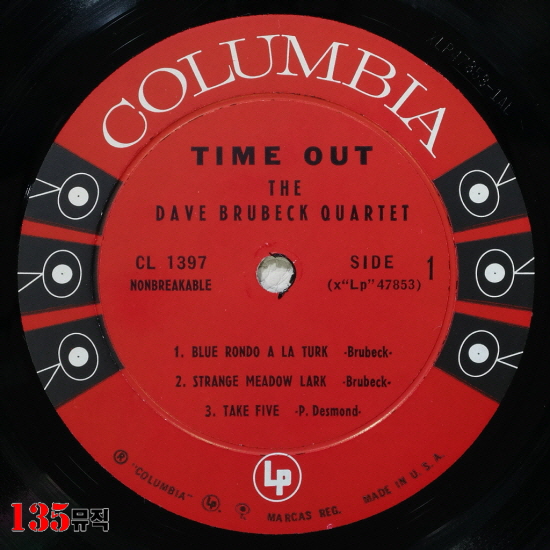 COLUMBIA
TIME OUT
THE
DAVE BRUBECK QUARTET
CL 1397
NONBREAKABLE
SIDE 1
(x"Lp" 47853)
1. BLUE RONDO A LA TURK -Brubeck-
2. STRANGE MEADOW LARK -Brubeck-
3. TAKE FIVE -P. Desmond-
Lp
® "COLUMBIA" Lp. MARCAS REG. MADE IN U. S. A.
135뮤직